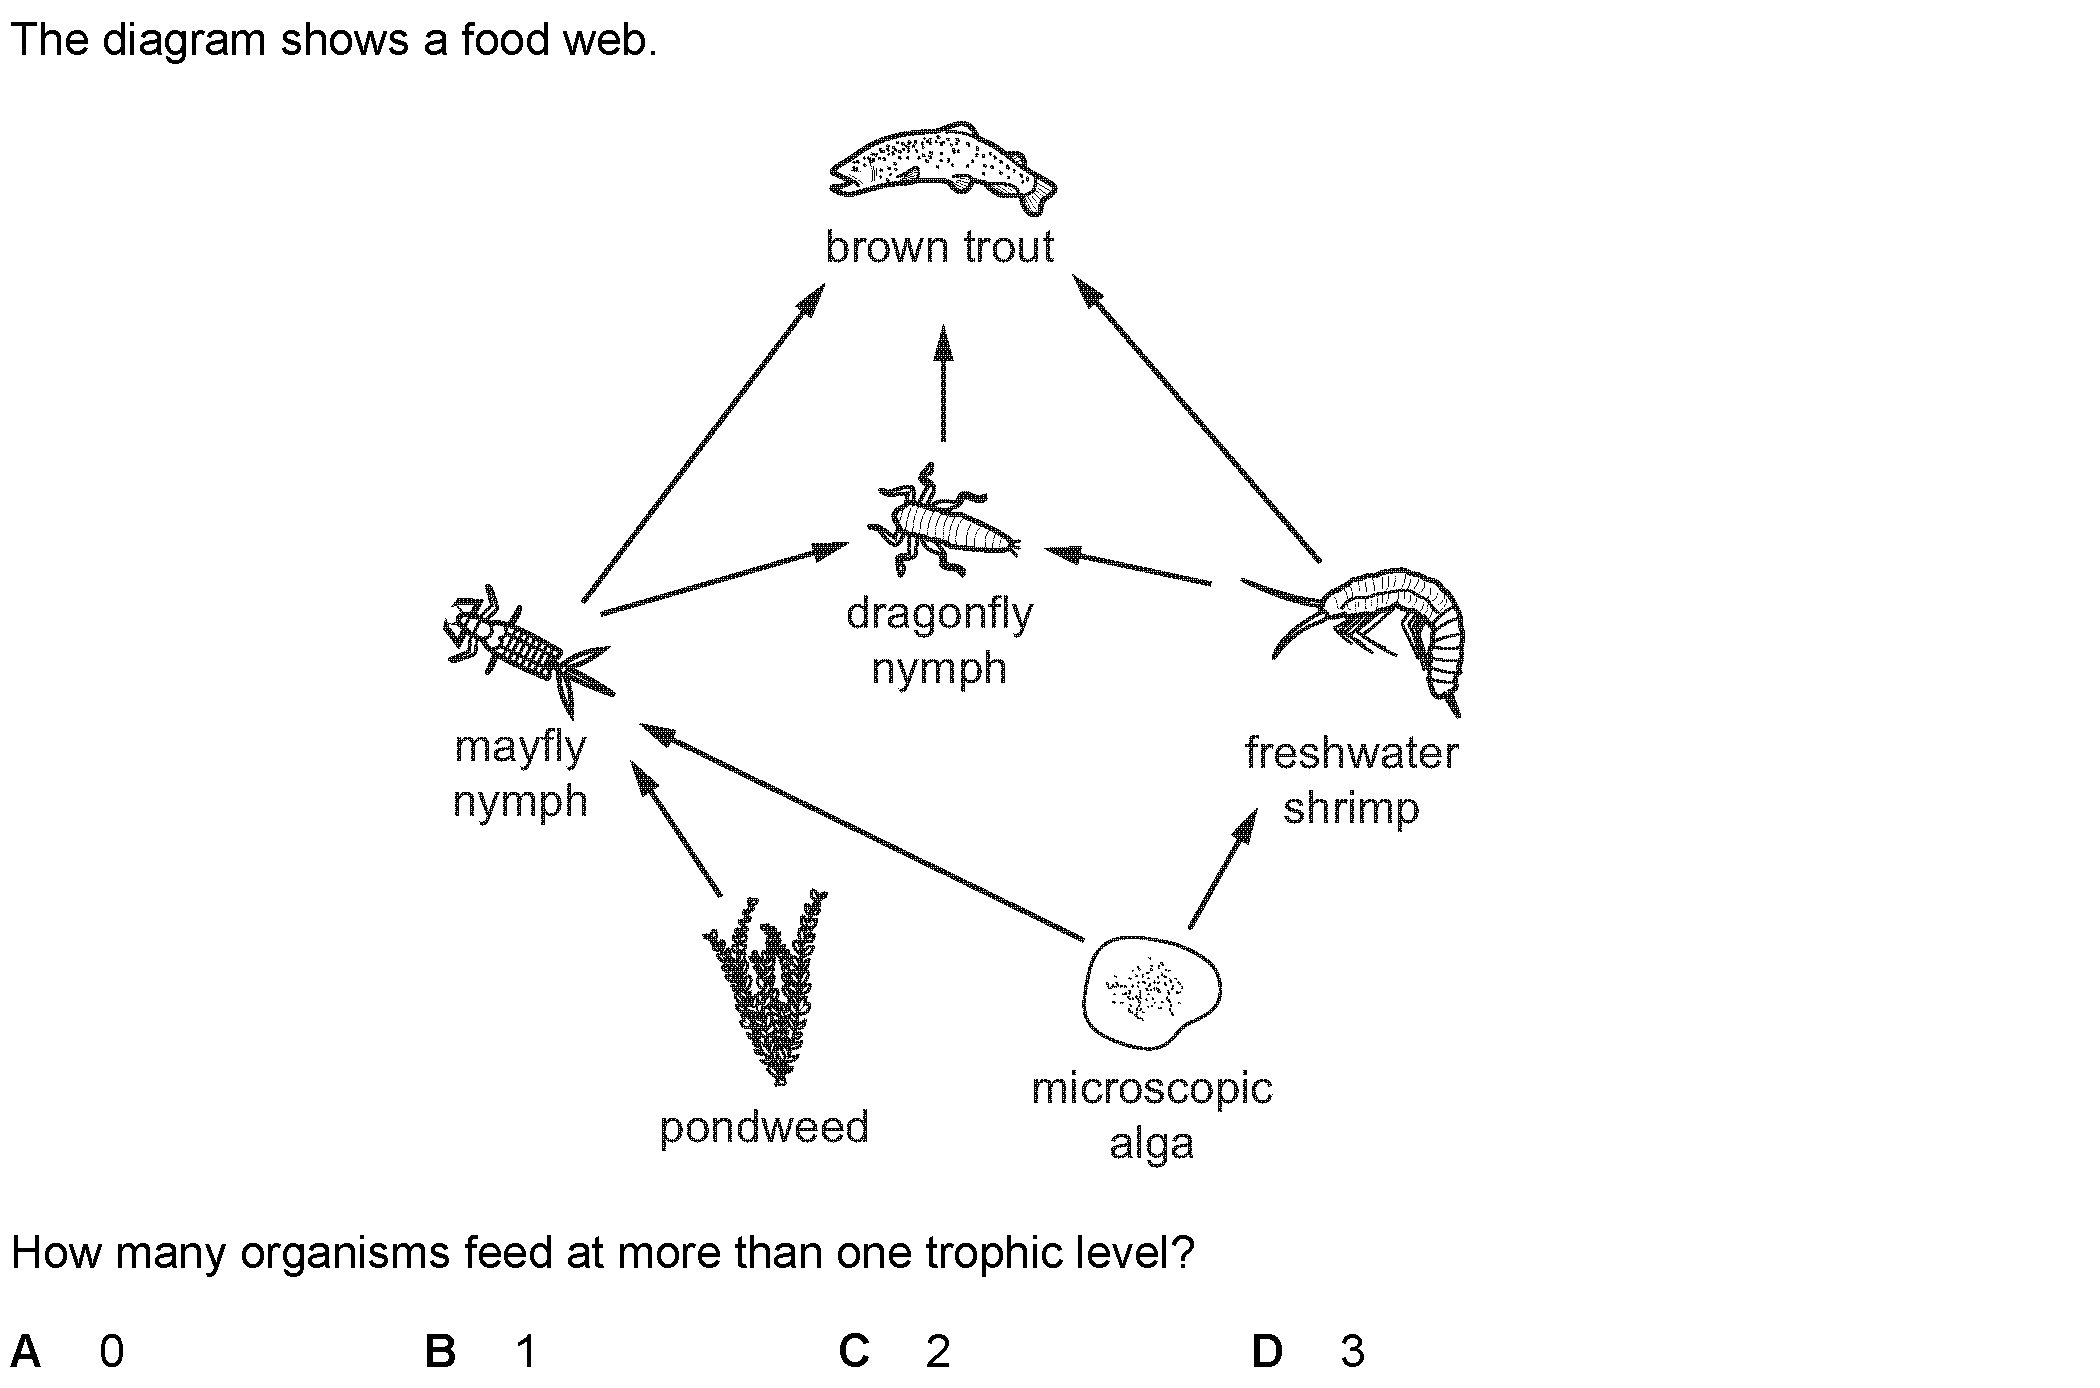 The diagram shows a food web.
brown trout
dragonfly
nymph
mayfly
nymph
freshwater
shrimp
pondweed
microscopic
alga
How many organisms feed at more than one trophic level?
A 0 B 1 C 2 D 3